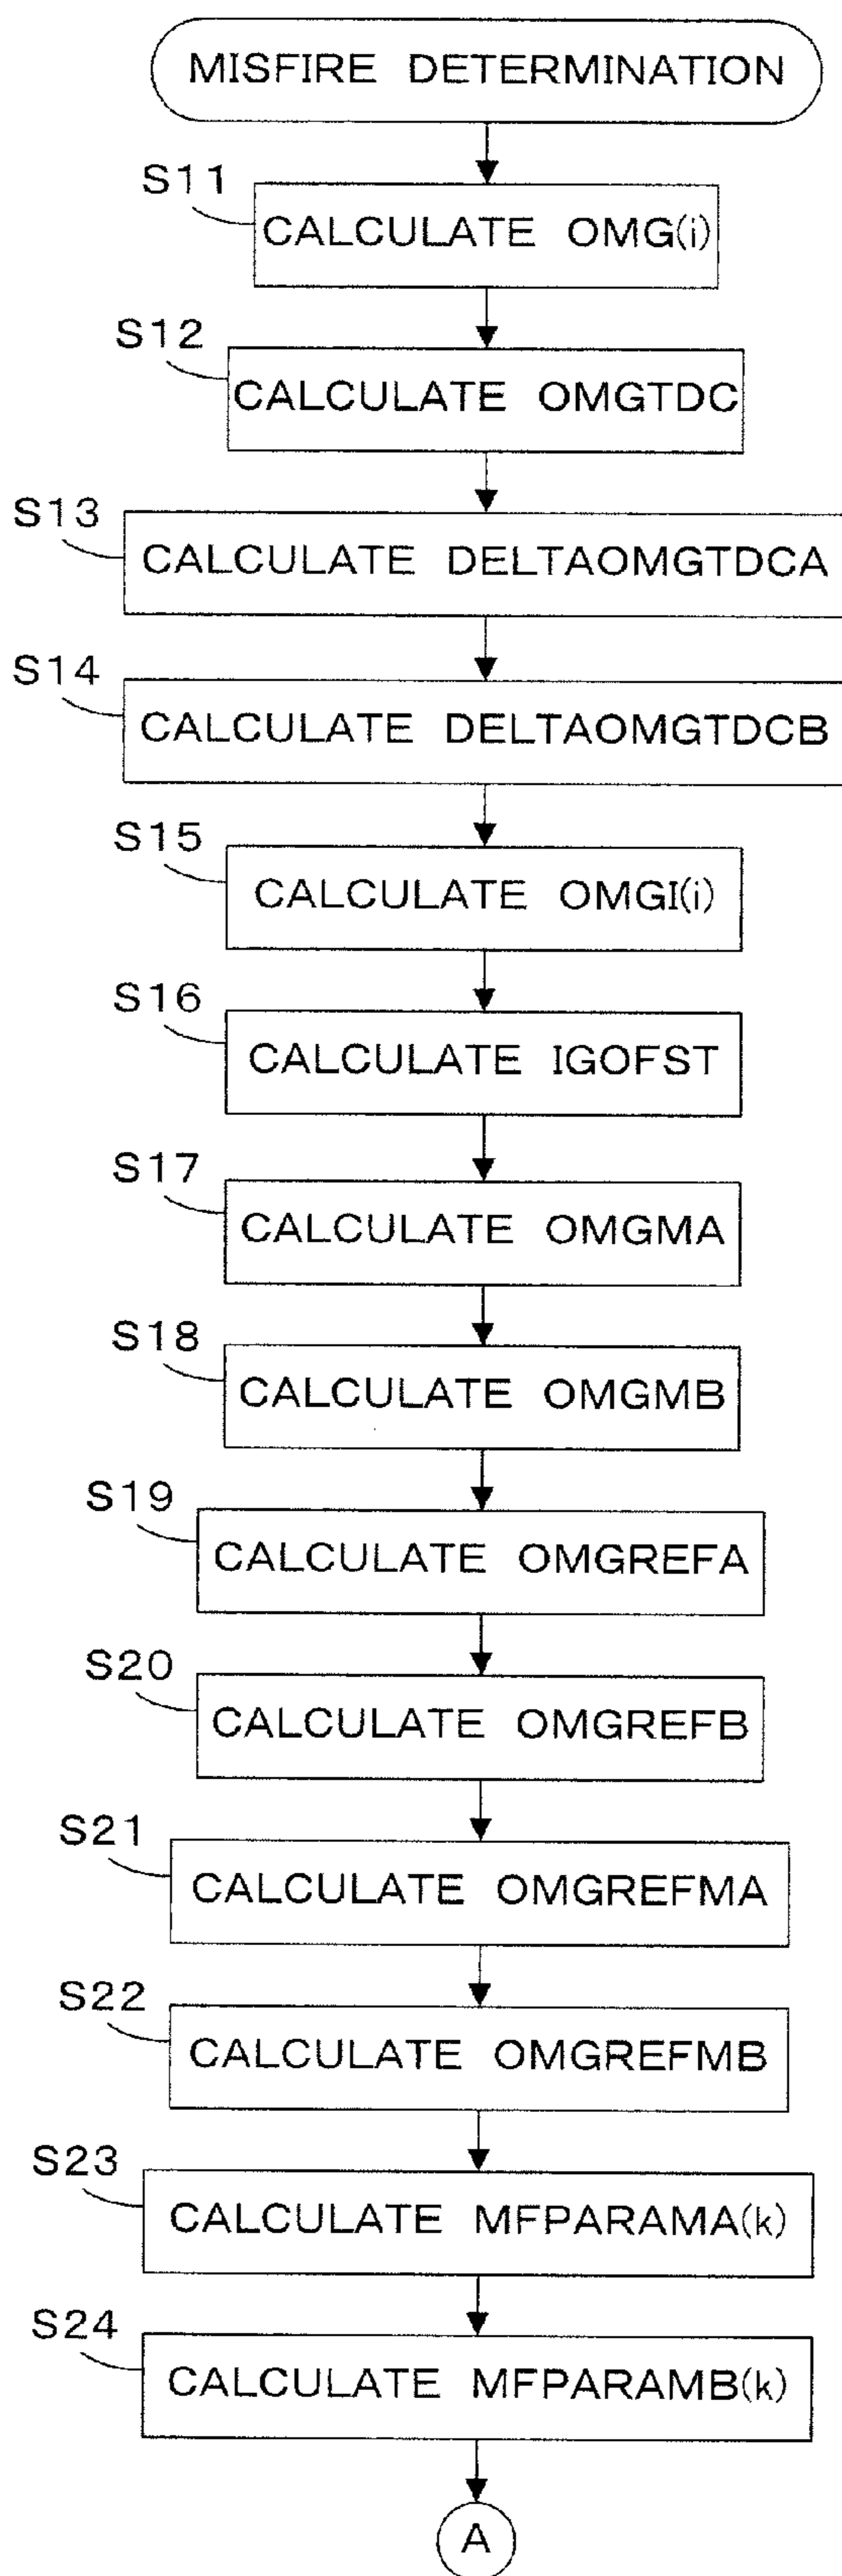 MISFIRE DETERMINATION
S11
CALCULATE OMG(i)
S12
CALCULATE OMGTDC
S13
CALCULATE DELTAOMGTDCA
S14
CALCULATE DELTAOMGTDCB
S15
CALCULATE OMGI(i)
S16
CALCULATE IGOFST
S17
CALCULATE OMGMA
S18
CALCULATE OMGMB
S19
CALCULATE OMGREFA
S20
CALCULATE OMGREFB
S21
CALCULATE OMGREFMA
S22
CALCULATE OMGREFMB
S23
CALCULATE MFPARAMA(k)
S24
CALCULATE MFPARAMB(k)
A